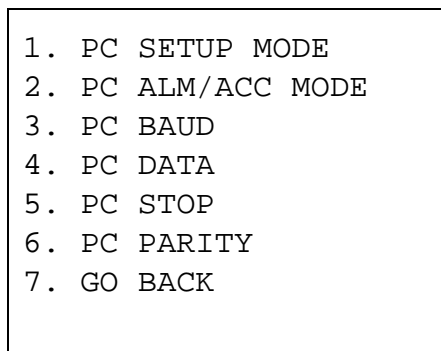 1. PC SETUP MODE
2. PC ALM/ACC MODE
3. PC BAUD
4. PC DATA
5. PC STOP
6. PC PARITY
7. GO BACK